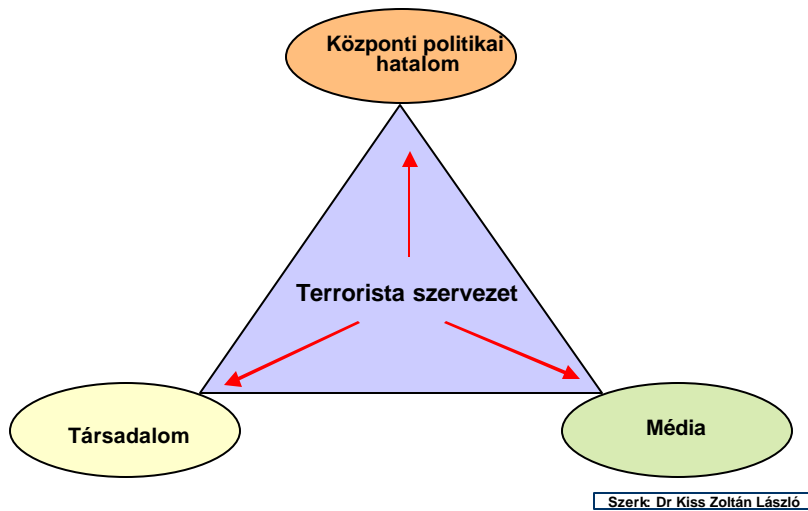 Központi politikai
hatalom
Terrorista szervezet
Társadalom
Média
Szerk: Dr Kiss Zoltán László